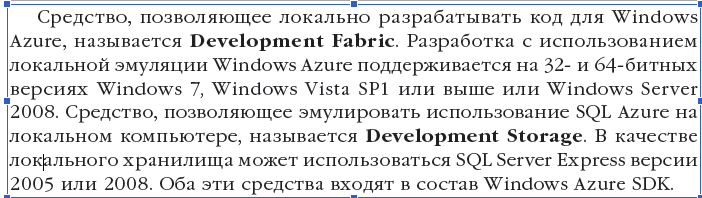 Средство, позволяющее локально разрабатывать код для Windows
Azure, называется Development Fabric. Разработка с использованием
локальной эмуляции Windows Azure поддерживается на 32- и 64-битных
версиях Windows 7, Windows Vista SP1 или выше или Windows Server
2008. Средство, позволяющее эмулировать использование SQL Azure на
локальном компьютере, называется Development Storage. В качестве
локального хранилища может использоваться SQL Server Express версии
2005 или 2008. Оба эти средства входят в состав Windows Azure SDK.